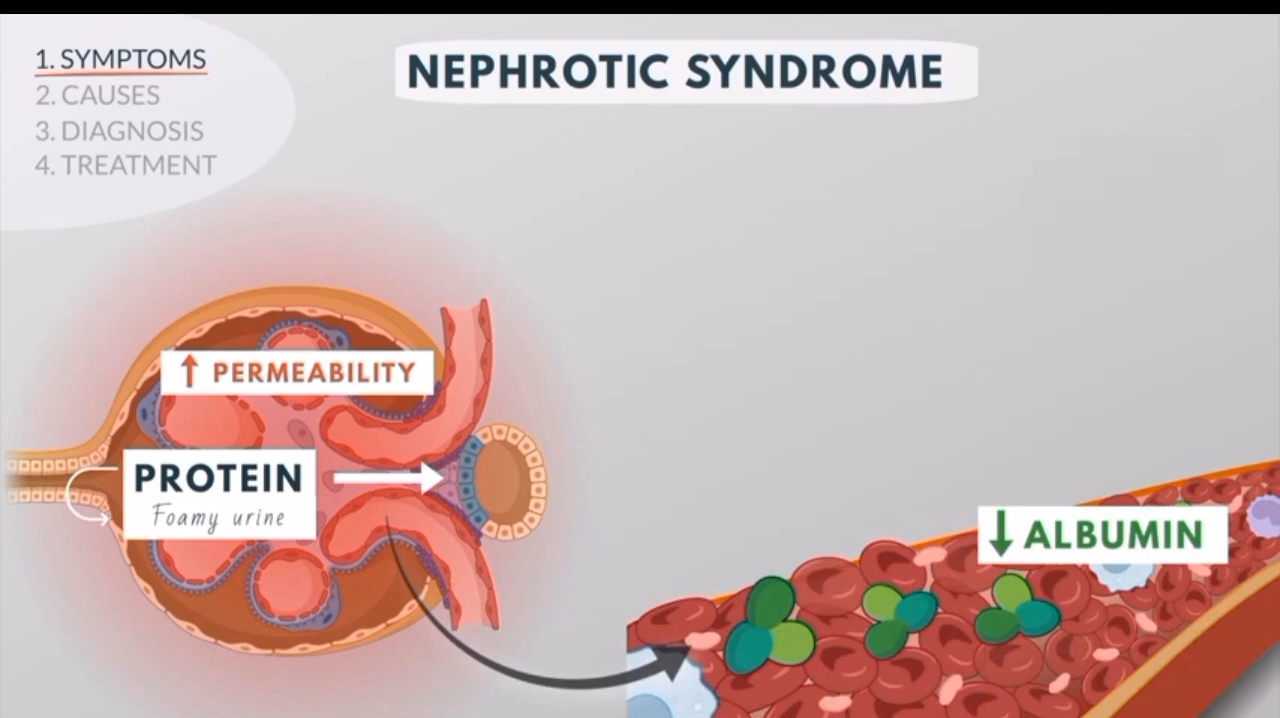 1. SYMPTOMS
2. CAUSES
3. DIAGNOSIS
4. TREATMENT
NEPHROTIC SYNDROME
↑ PERMEABILITY
PROTEIN
Foamy urine
↓ ALBUMIN